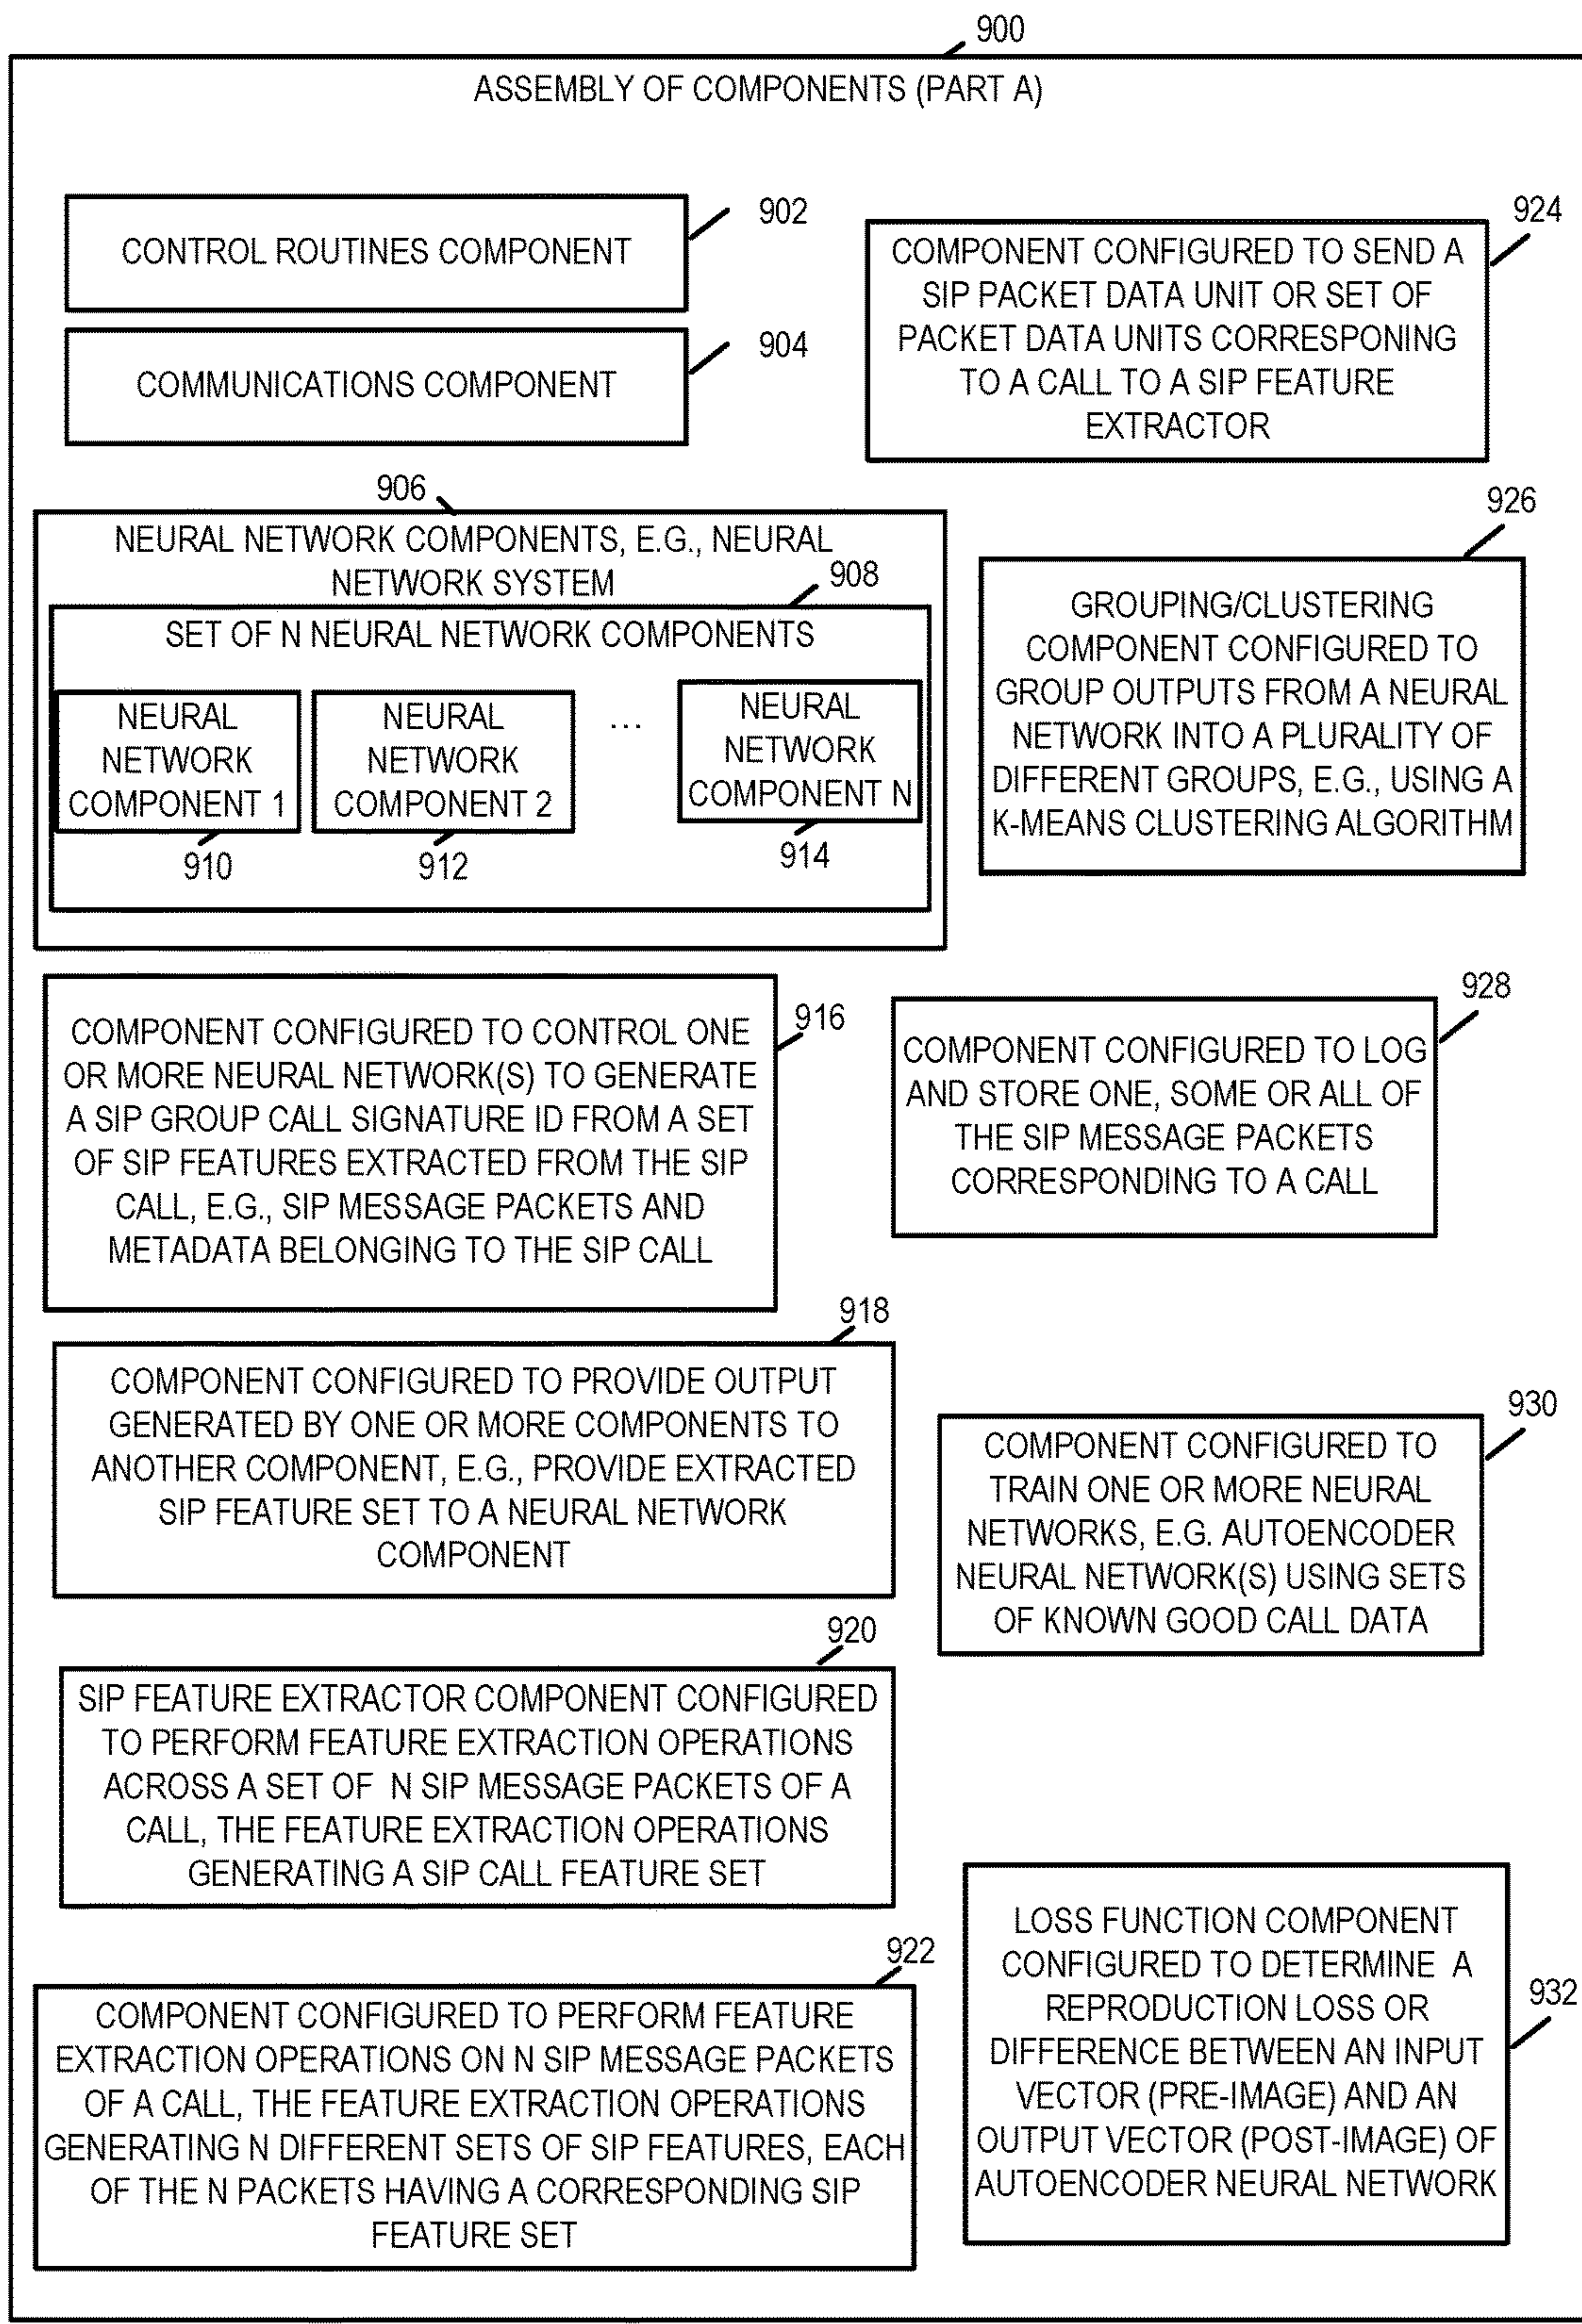 900
ASSEMBLY OF COMPONENTS (PART A)
902
CONTROL ROUTINES COMPONENT
904
COMMUNICATIONS COMPONENT
906
NEURAL NETWORK COMPONENTS, E.G., NEURAL
NETWORK SYSTEM
908
SET OF N NEURAL NETWORK COMPONENTS
NEURAL
NETWORK
COMPONENT 1
910
NEURAL
NETWORK
COMPONENT 2
912
...
NEURAL
NETWORK
COMPONENT N
914
916
COMPONENT CONFIGURED TO CONTROL ONE
OR MORE NEURAL NETWORK(S) TO GENERATE
A SIP GROUP CALL SIGNATURE ID FROM A SET
OF SIP FEATURES EXTRACTED FROM THE SIP
CALL, E.G., SIP MESSAGE PACKETS AND
METADATA BELONGING TO THE SIP CALL
918
COMPONENT CONFIGURED TO PROVIDE OUTPUT
GENERATED BY ONE OR MORE COMPONENTS TO
ANOTHER COMPONENT, E.G., PROVIDE EXTRACTED
SIP FEATURE SET TO A NEURAL NETWORK
COMPONENT
920
SIP FEATURE EXTRACTOR COMPONENT CONFIGURED
TO PERFORM FEATURE EXTRACTION OPERATIONS
ACROSS A SET OF N SIP MESSAGE PACKETS OF A
CALL, THE FEATURE EXTRACTION OPERATIONS
GENERATING A SIP CALL FEATURE SET
922
COMPONENT CONFIGURED TO PERFORM FEATURE
EXTRACTION OPERATIONS ON N SIP MESSAGE PACKETS
OF A CALL, THE FEATURE EXTRACTION OPERATIONS
GENERATING N DIFFERENT SETS OF SIP FEATURES, EACH
OF THE N PACKETS HAVING A CORRESPONDING SIP
FEATURE SET
924
COMPONENT CONFIGURED TO SEND A
SIP PACKET DATA UNIT OR SET OF
PACKET DATA UNITS CORRESPONING
TO A CALL TO A SIP FEATURE
EXTRACTOR
926
GROUPING/CLUSTERING
COMPONENT CONFIGURED TO
GROUP OUTPUTS FROM A NEURAL
NETWORK INTO A PLURALITY OF
DIFFERENT GROUPS, E.G., USING A
K-MEANS CLUSTERING ALGORITHM
928
COMPONENT CONFIGURED TO LOG
AND STORE ONE, SOME OR ALL OF
THE SIP MESSAGE PACKETS
CORRESPONDING TO A CALL
930
COMPONENT CONFIGURED TO
TRAIN ONE OR MORE NEURAL
NETWORKS, E.G. AUTOENCODER
NEURAL NETWORK(S) USING SETS
OF KNOWN GOOD CALL DATA
932
LOSS FUNCTION COMPONENT
CONFIGURED TO DETERMINE A
REPRODUCTION LOSS OR
DIFFERENCE BETWEEN AN INPUT
VECTOR (PRE-IMAGE) AND AN
OUTPUT VECTOR (POST-IMAGE) OF
AUTOENCODER NEURAL NETWORK